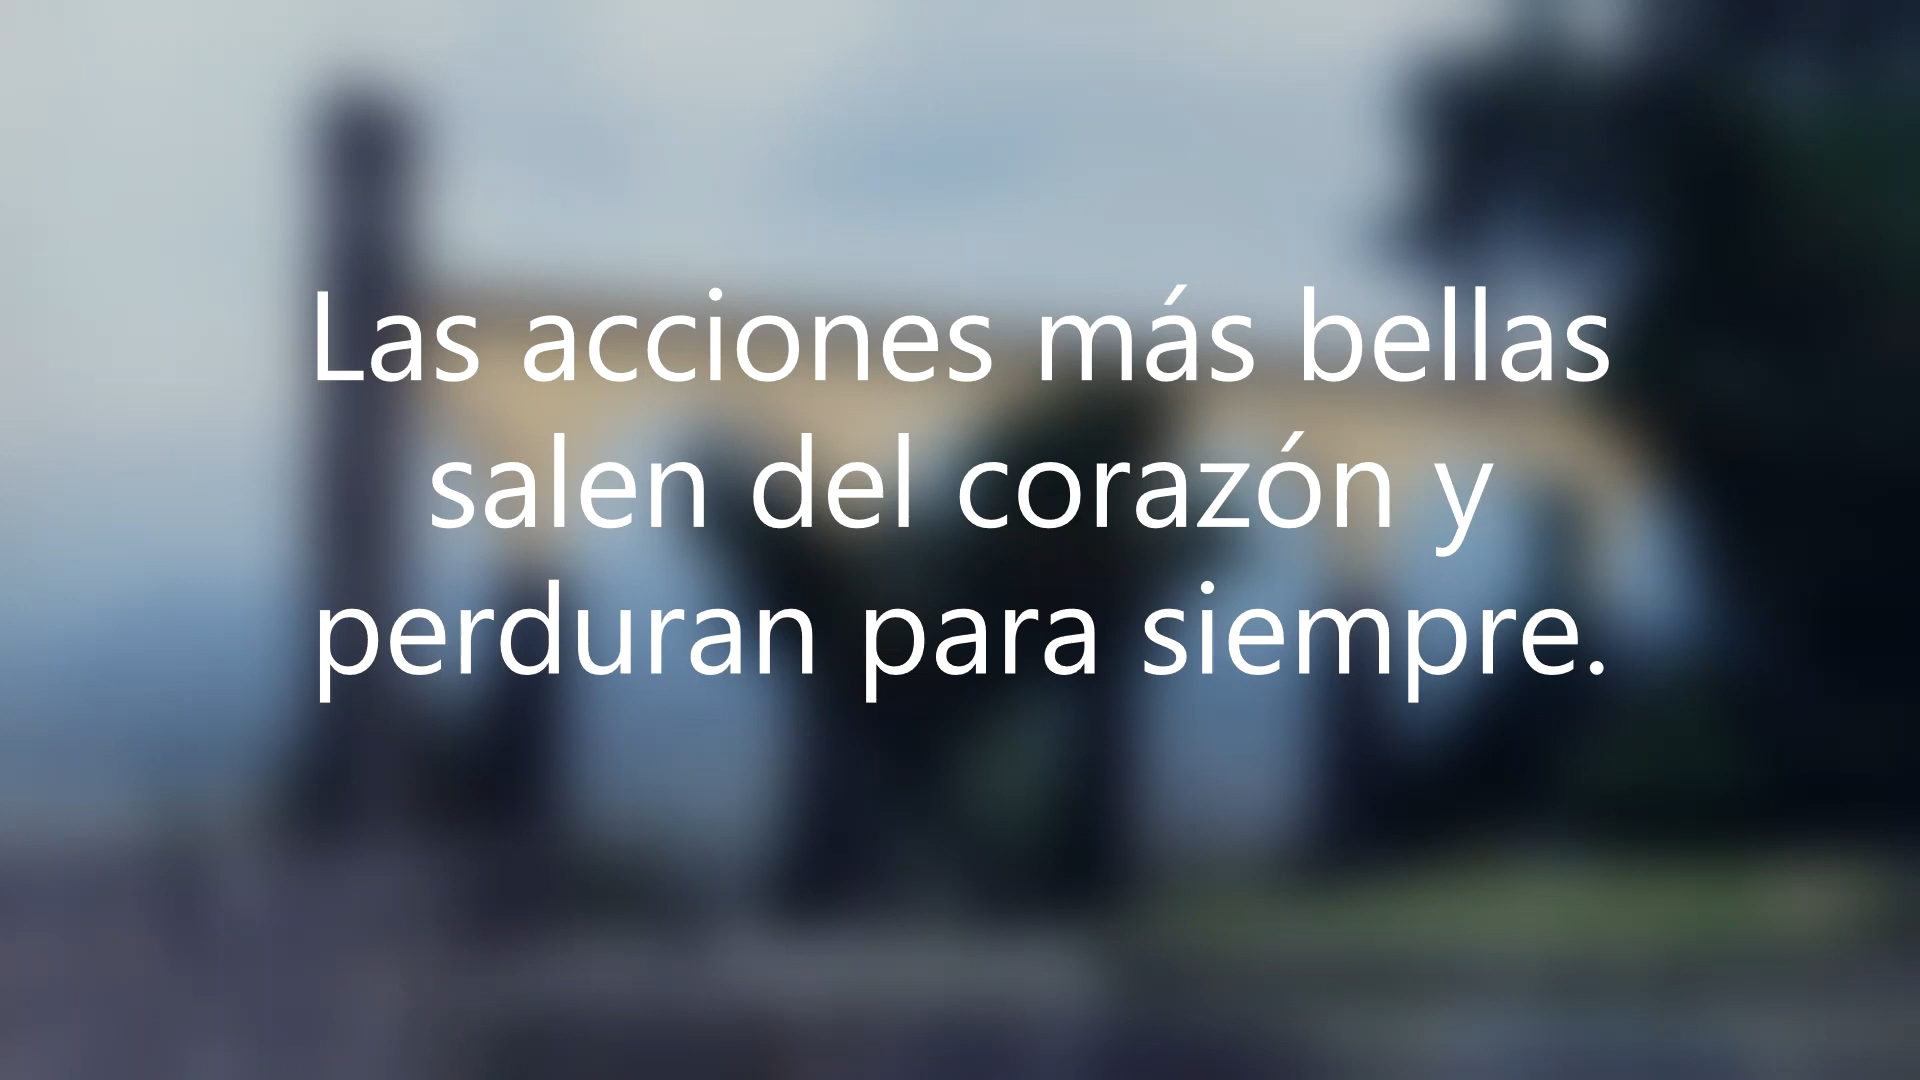 Las acciones más bellas
salen del corazón y
perduran para siempre.